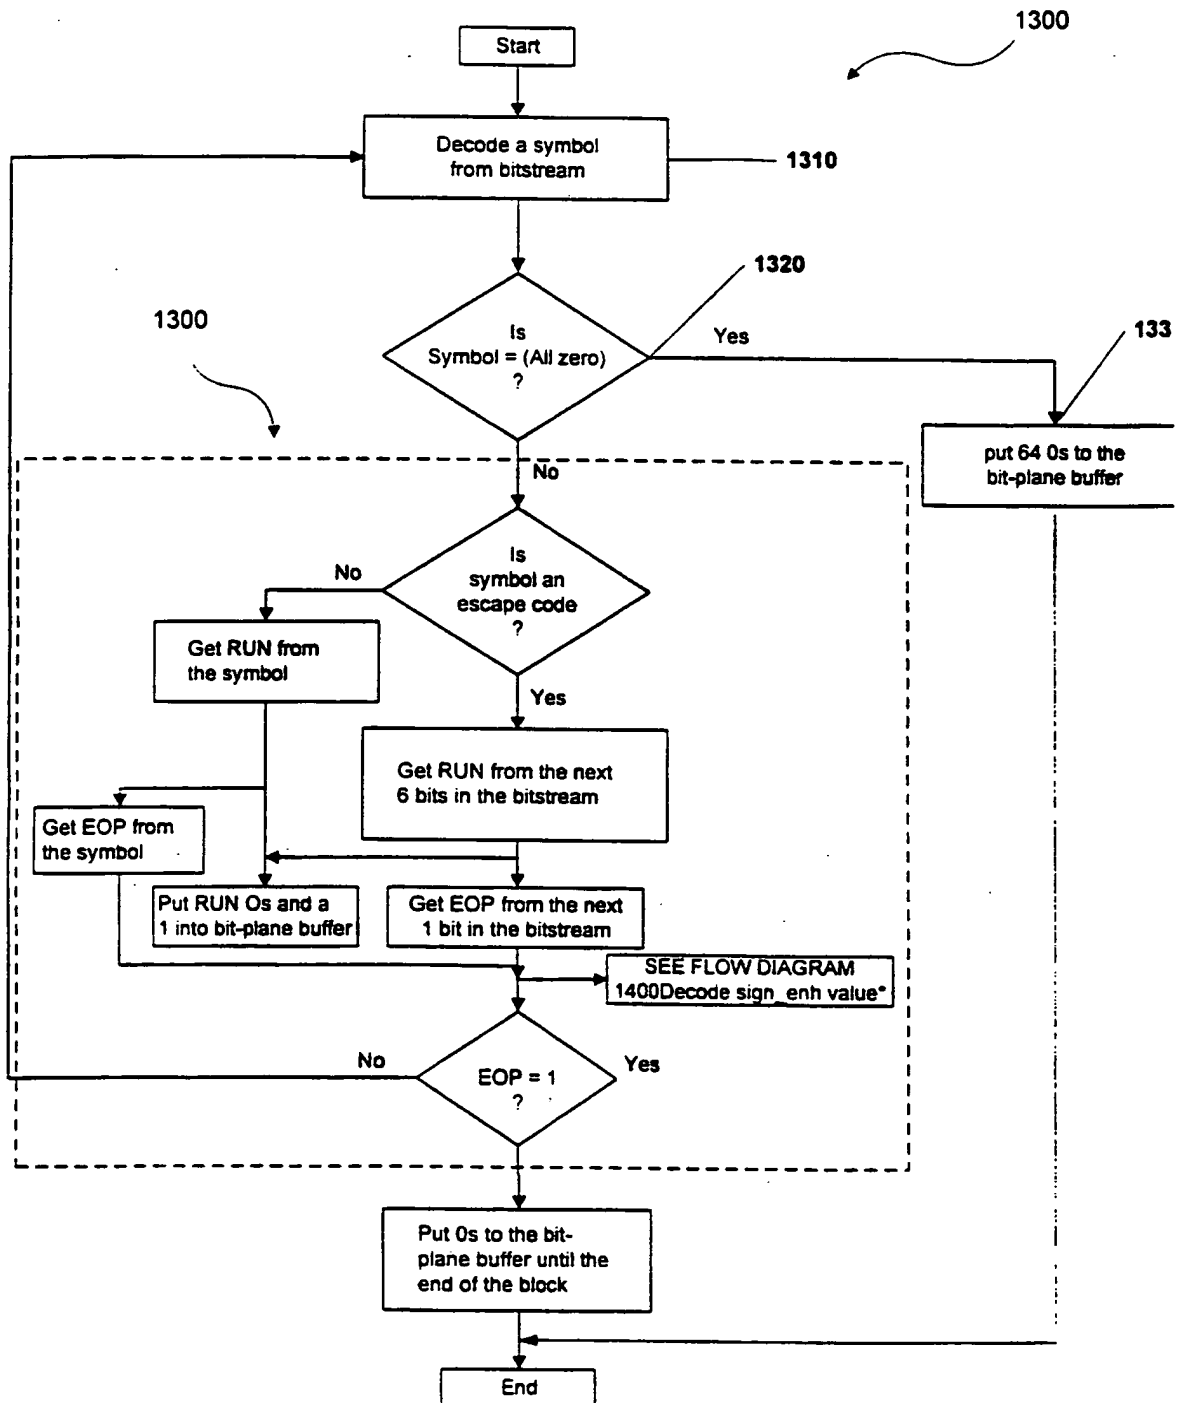 1300
Start
Decode a symbol
from bitstream
1310
1320
Is
Symbol = (All zero)
?
Yes
133
1300
put 64 0s to the
bit-plane buffer
No
Is
symbol an
escape code
?
No
Get RUN from
the symbol
Yes
Get RUN from the next
6 bits in the bitstream
Get EOP from
the symbol
Put RUN 0s and a
1 into bit-plane buffer
Get EOP from the next
1 bit in the bitstream
SEE FLOW DIAGRAM
1400Decode sign_enh value*
No
Yes
EOP = 1
?
Put 0s to the bit-
plane buffer until the
end of the block
End